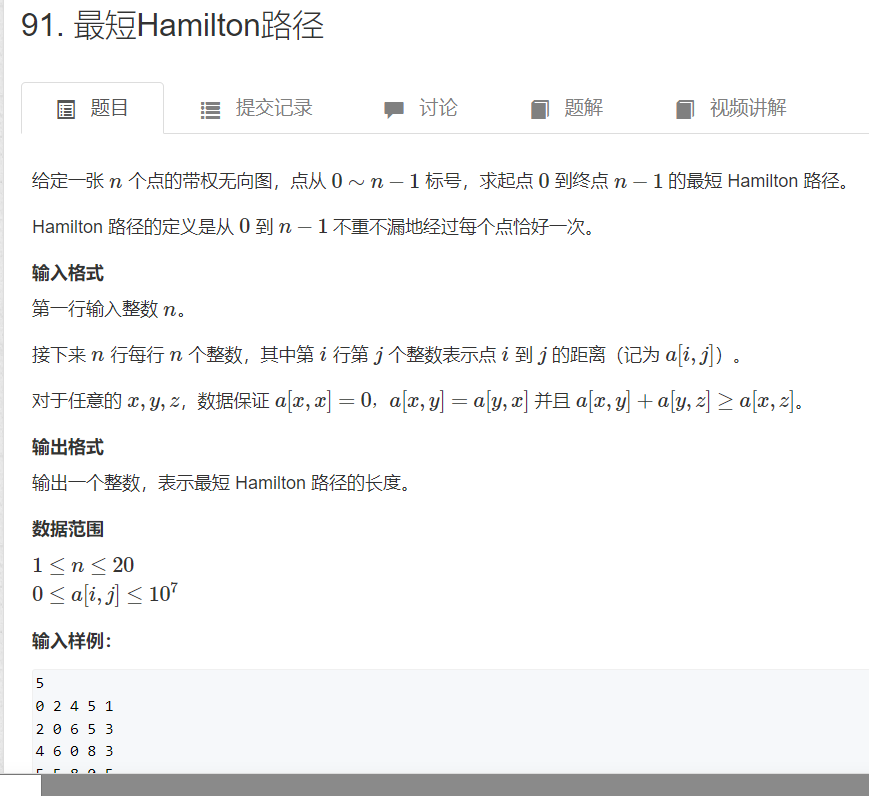 91. 最短Hamilton路径
题目 提交记录 讨论 题解 视频讲解
给定一张 n 个点的带权无向图，点从 0 ∼ n − 1 标号，求起点 0 到终点 n − 1 的最短 Hamilton 路径。
Hamilton 路径的定义是从 0 到 n − 1 不重不漏地经过每个点恰好一次。
输入格式
第一行输入整数 n。
接下来 n 行每行 n 个整数，其中第 i 行第 j 个整数表示点 i 到 j 的距离（记为 a[i, j]）。
对于任意的 x, y, z，数据保证 a[x, x] = 0，a[x, y] = a[y, x] 并且 a[x, y] + a[y, z] ≥ a[x, z]。
输出格式
输出一个整数，表示最短 Hamilton 路径的长度。
数据范围
1 ≤ n ≤ 20
0 ≤ a[i, j] ≤ 10⁷
输入样例：
5
0 2 4 5 1
2 0 6 5 3
4 6 0 8 3